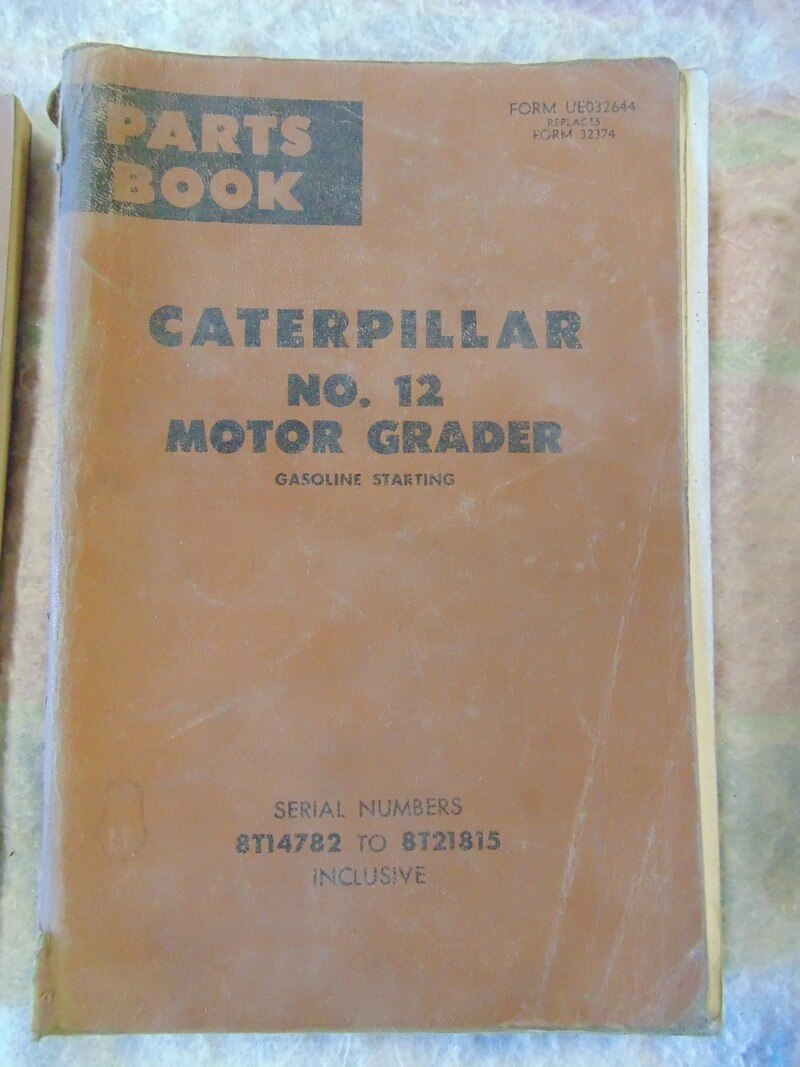 PARTS
BOOK
FORM UE032644
REPLACES
FORM 32374
CATERPILLAR
NO. 12
MOTOR GRADER
GASOLINE STARTING
SERIAL NUMBERS
8T14782 TO 8T21815
INCLUSIVE